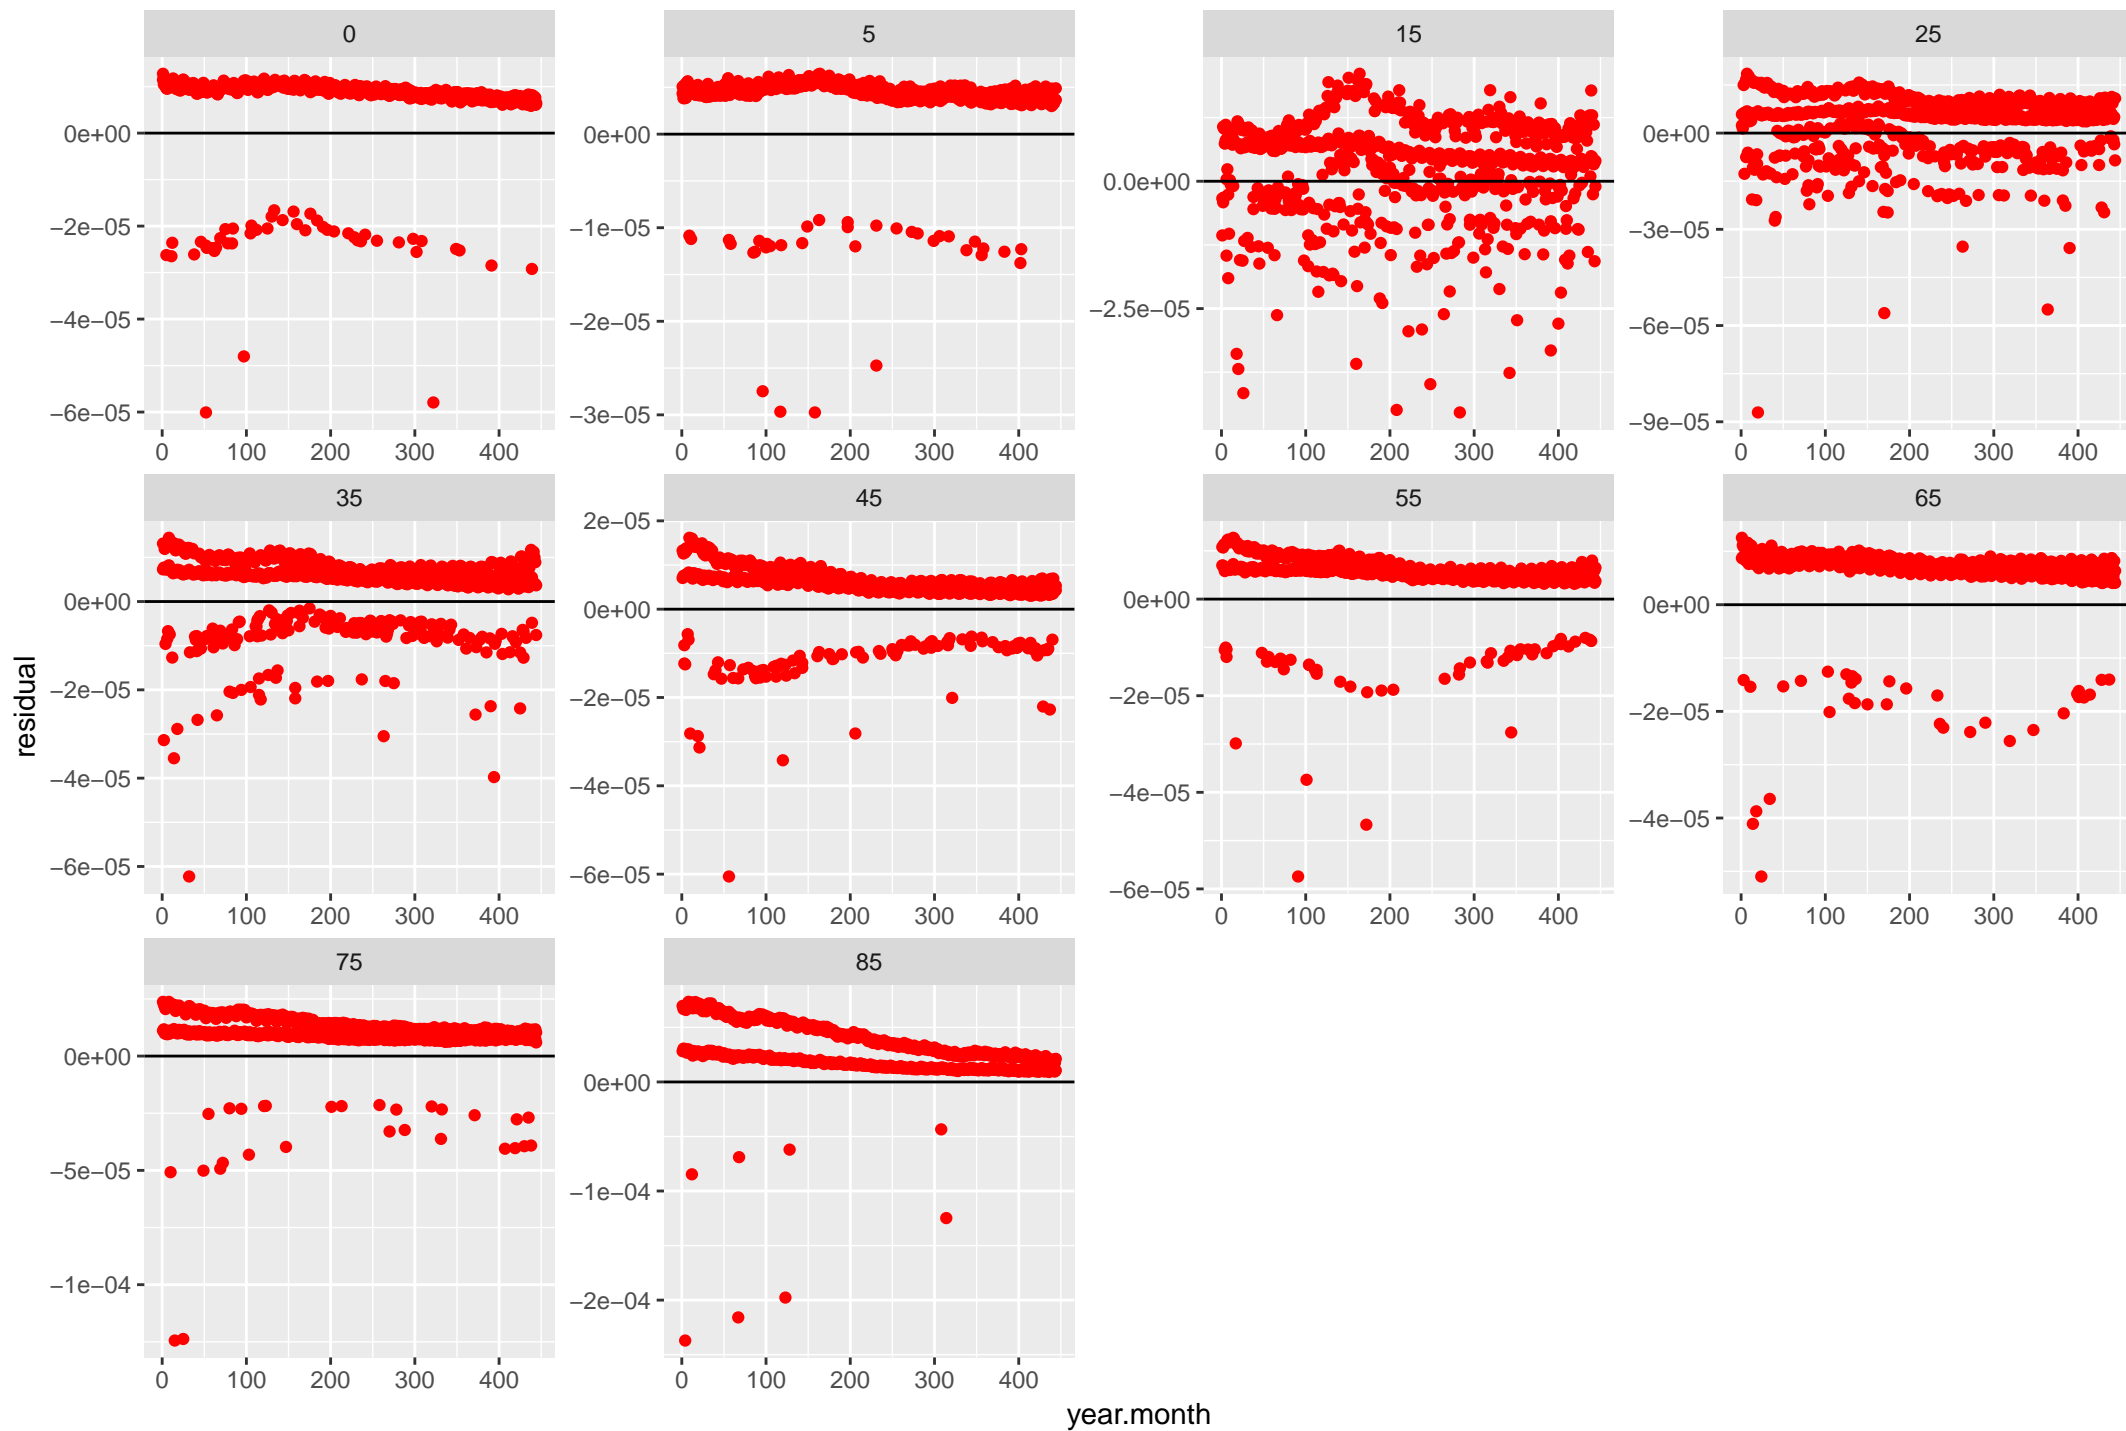 0 5 15 25
0e+00 0e+00 0.0e+00 0e+00
−2e−05 −1e−05 −2.5e−05 −3e−05
−4e−05 −2e−05 −6e−05
−6e−05 −3e−05 −9e−05
0 100 200 300 400 0 100 200 300 400 0 100 200 300 400 0 100 200 300 400
35 45 55 65
2e−05
0e+00 0e+00 0e+00 0e+00
−2e−05 −2e−05 −2e−05 −2e−05
−4e−05 −4e−05 −4e−05 −4e−05
−6e−05 −6e−05 −6e−05
0 100 200 300 400 0 100 200 300 400 0 100 200 300 400 0 100 200 300 400
residual
75 85
0e+00 0e+00
−5e−05 −1e−04
−1e−04 −2e−04
0 100 200 300 400 0 100 200 300 400
year.month